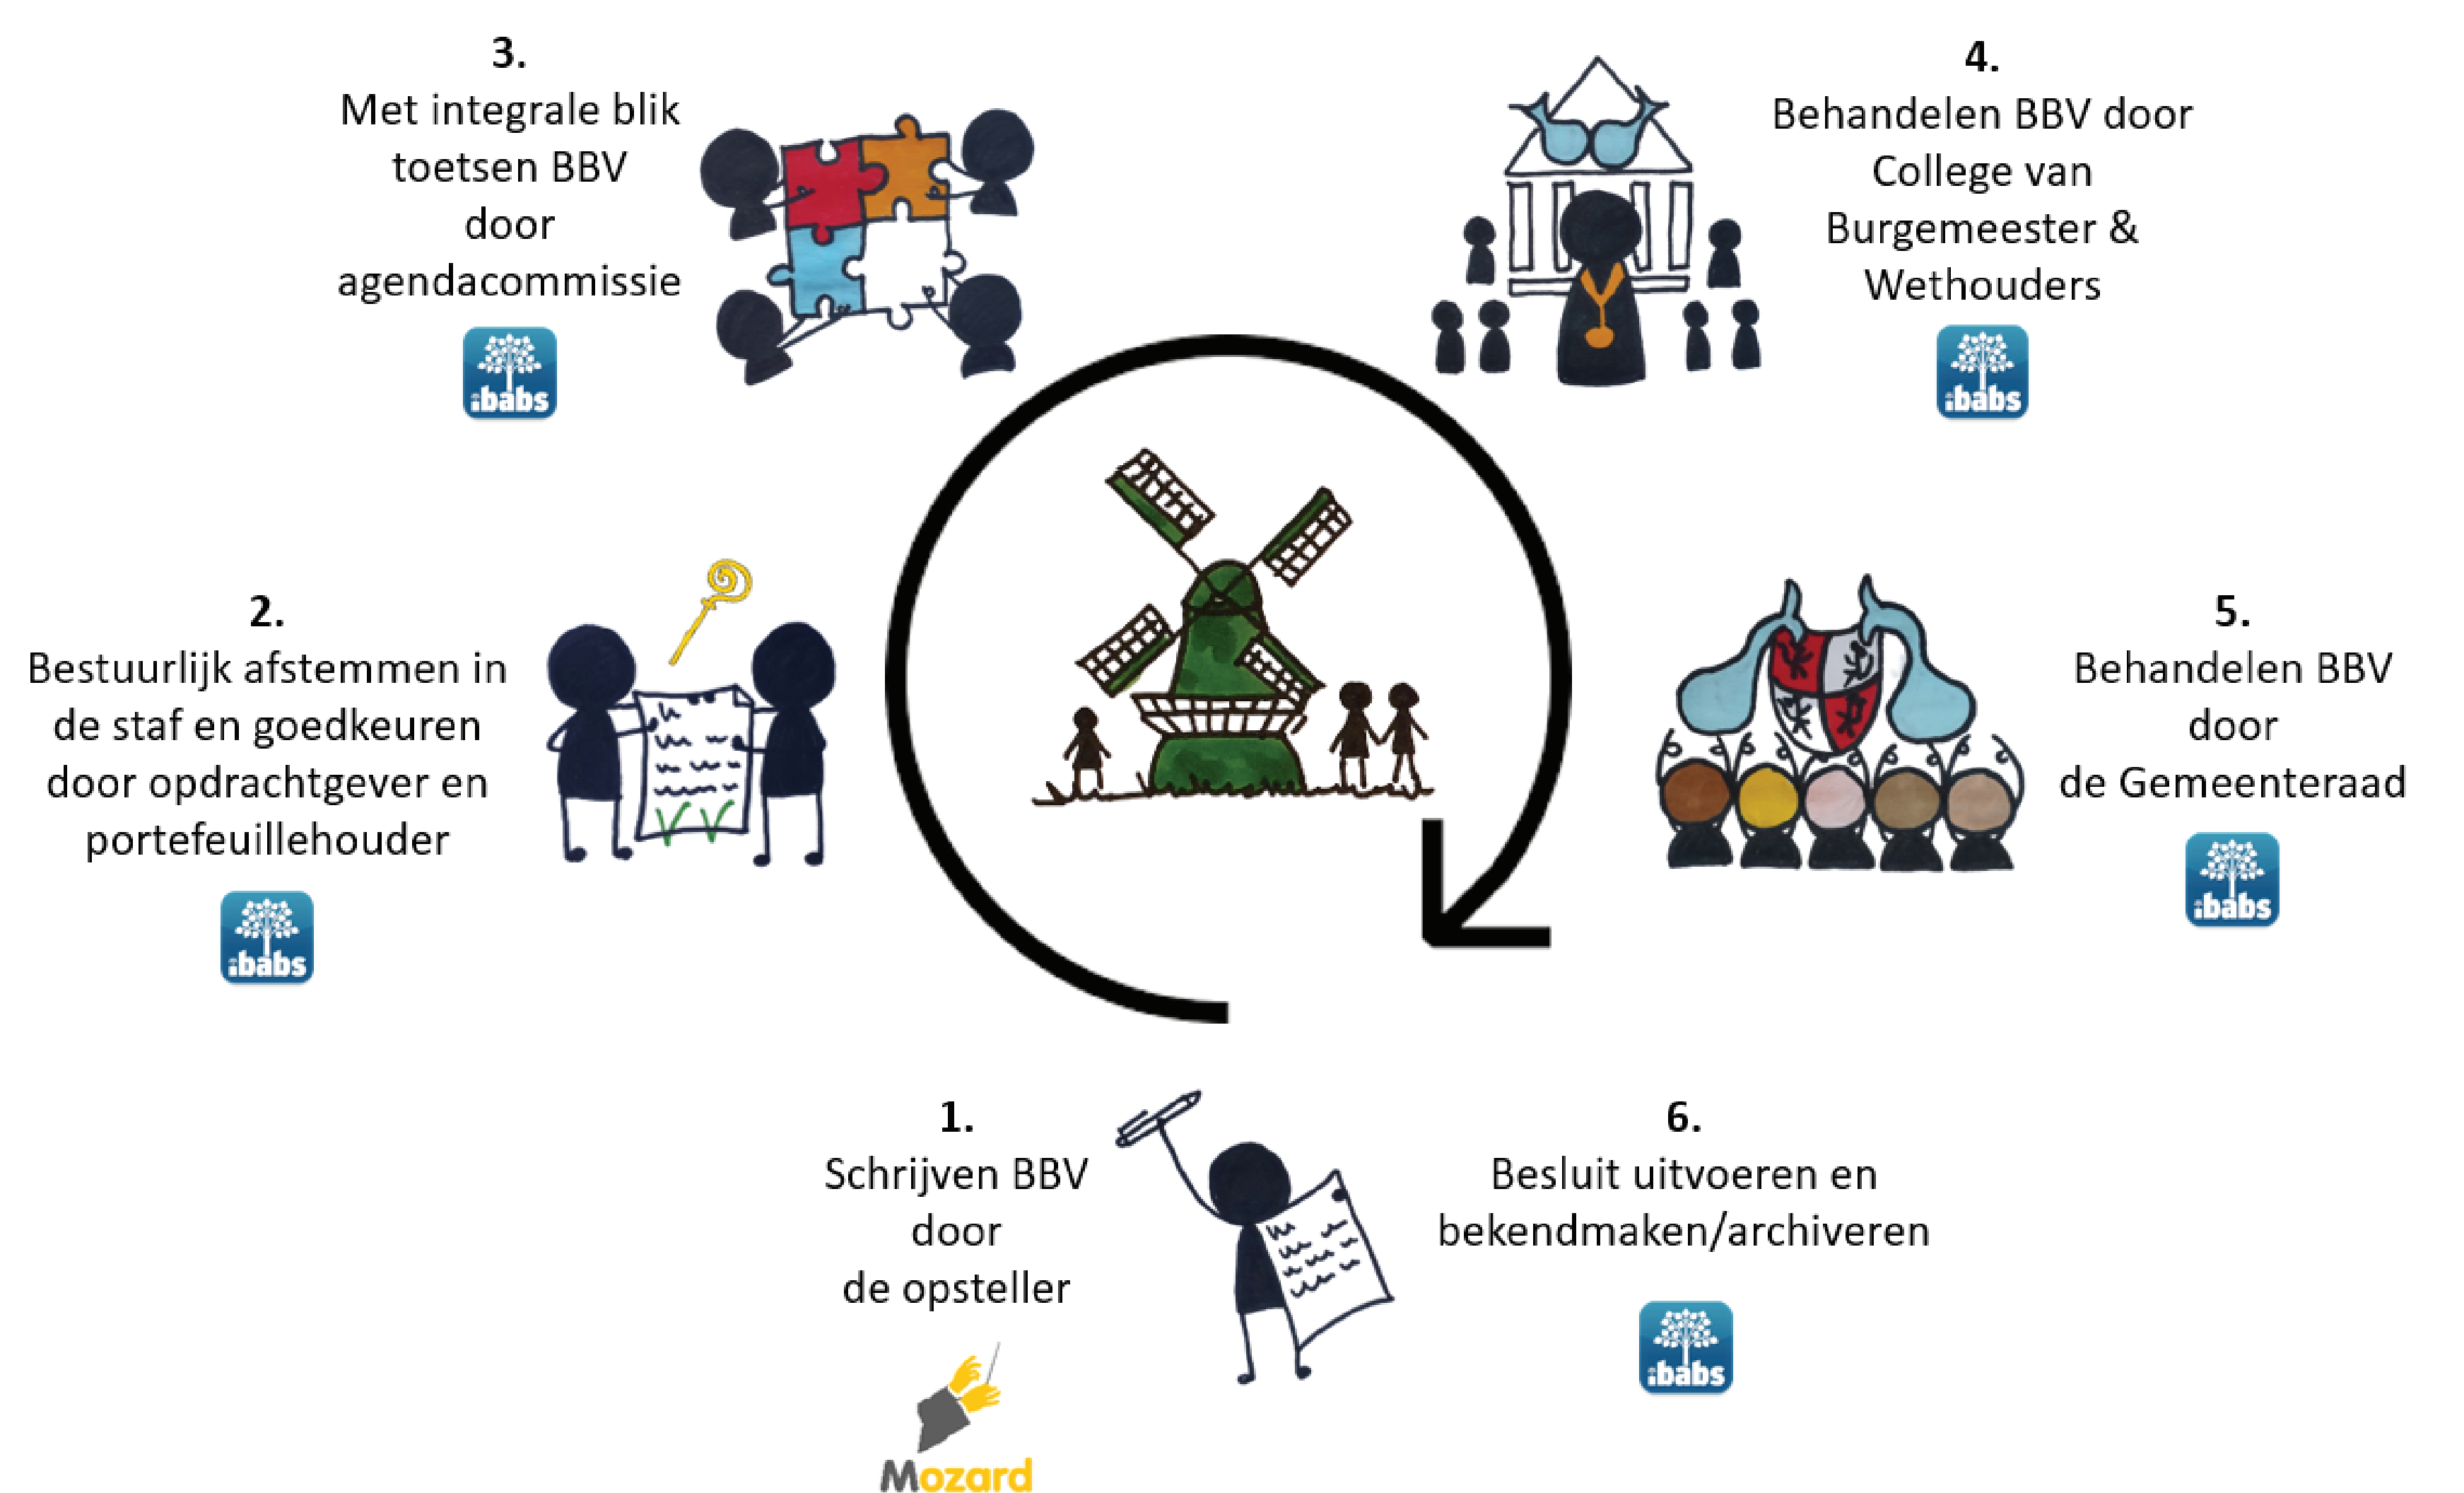 3.
Met integrale blik
toetsen BBV
door
agendacommissie
ibabs
4.
Behandelen BBV door
College van
Burgemeester &
Wethouders
ibabs
2.
Bestuurlijk afstemmen in
de staf en goedkeuren
door opdrachtgever en
portefeuillehouder
ibabs
5.
Behandelen BBV
door
de Gemeenteraad
ibabs
1.
Schrijven BBV
door
de opsteller
Mozard
6.
Besluit uitvoeren en
bekendmaken/archiveren
ibabs